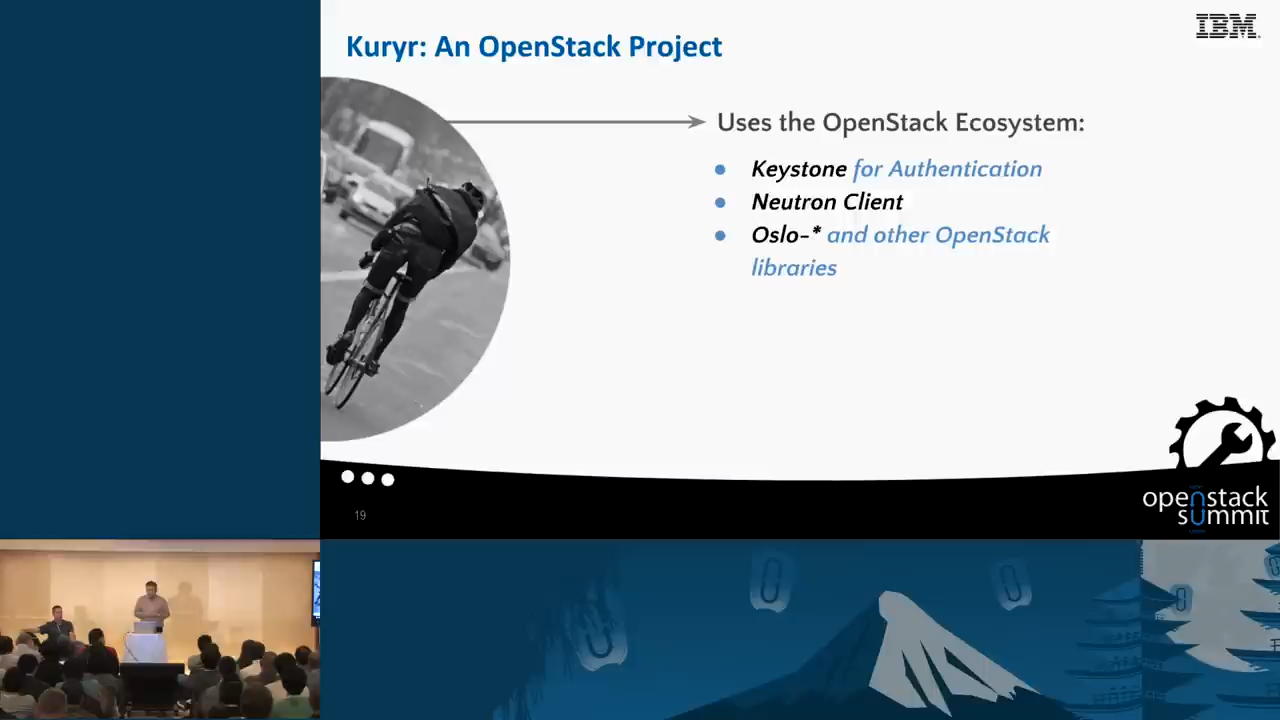 Kuryr: An OpenStack Project
IBM
Uses the OpenStack Ecosystem:
Keystone for Authentication
Neutron Client
Oslo-* and other OpenStack
libraries
19
openstack
summit